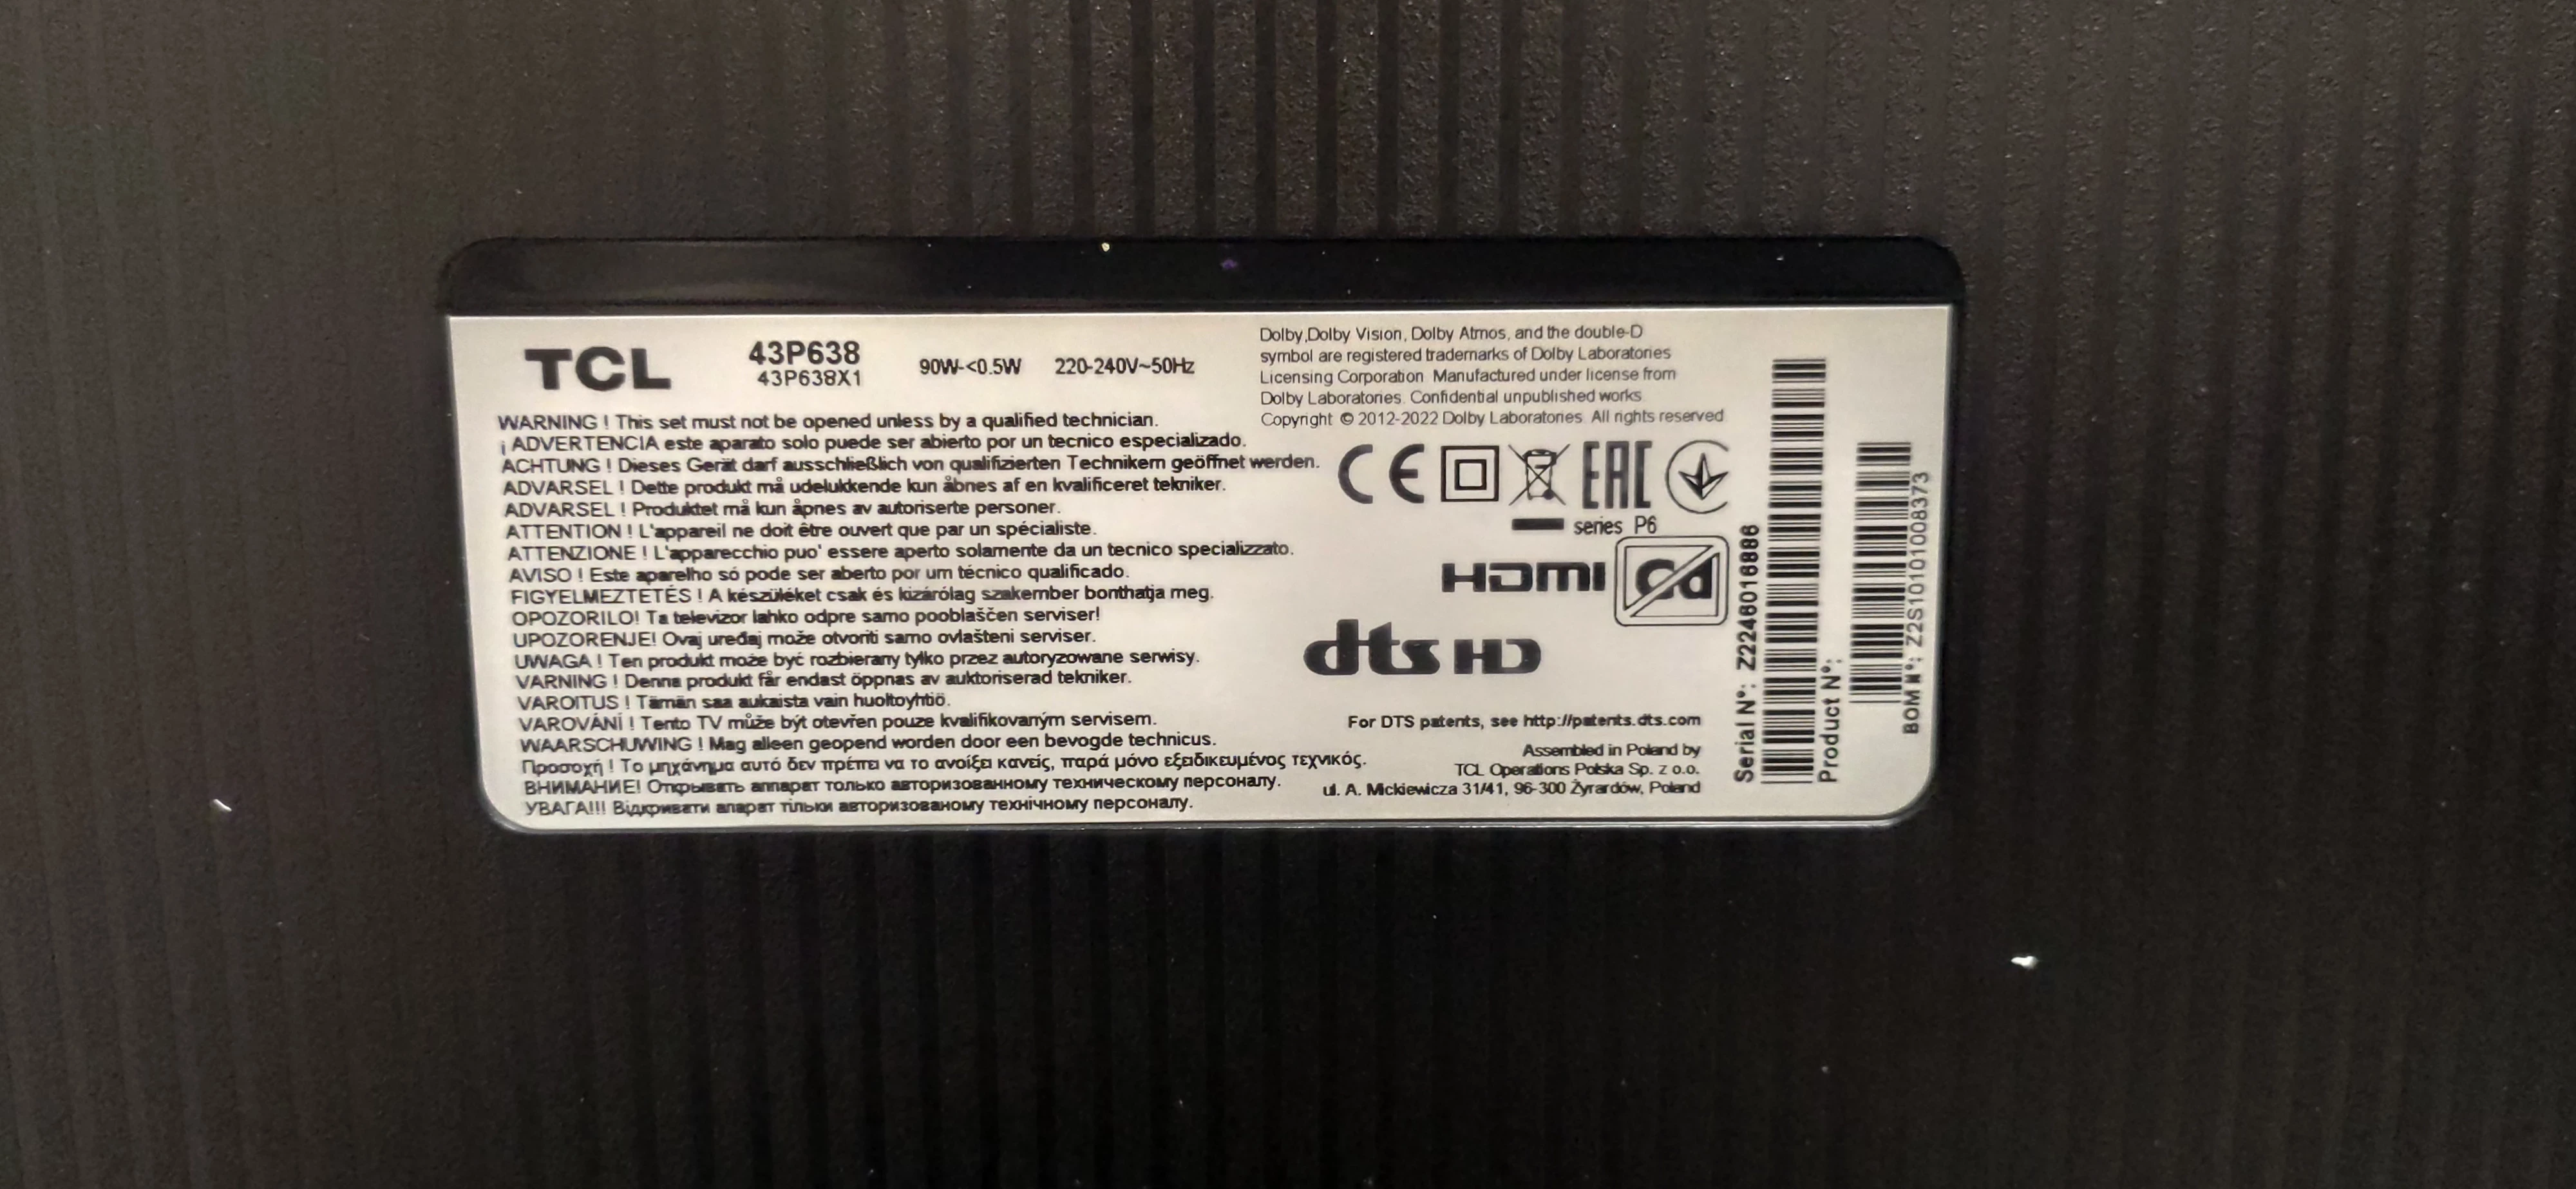 TCL
43P638
43P638X1
90W-<0.5W
220-240V~50Hz
WARNING ! This set must not be opened unless by a qualified technician.
¡ ADVERTENCIA este aparato solo puede ser abierto por un tecnico especializado.
ACHTUNG ! Dieses Gerät darf ausschließlich von qualifizierten Technikern geöffnet werden.
ADVARSEL ! Dette produkt må udelukkende kun åbnes af en kvalificeret tekniker.
ADVARSEL ! Produktet må kun åpnes av autoriserte personer.
ATTENTION ! L'appareil ne doit être ouvert que par un spécialiste.
ATTENZIONE ! L'apparecchio puo' essere aperto solamente da un tecnico specializzato.
AVISO ! Este aparelho só pode ser aberto por um técnico qualificado.
FIGYELMEZTETÉS ! A készüléket csak és kizárólag szakember bonthatja meg.
OPOZORILO! Ta televizor lahko odpre samo pooblaščen serviser!
UPOZORENJE! Ovaj uređaj može otvoriti samo ovlašteni serviser.
UWAGA ! Ten produkt może być rozbierany tylko przez autoryzowane serwisy.
VARNING ! Denna produkt får endast öppnas av auktoriserad tekniker.
VAROITUS ! Tämän saa aukaista vain huoltoyhtiö.
VAROVÁNÍ ! Tento TV může být otevřen pouze kvalifikovaným servisem.
WAARSCHUWING ! Mag alleen geopend worden door een bevogde technicus.
Προσοχή ! Το μηχάνημα αυτό δεν πρέπει να το ανοίξει κανείς, παρά μόνο εξειδικευμένος τεχνικός.
ВНИМАНИЕ! Открывать аппарат только авторизованному техническому персоналу.
УВАГА!!! Відкривати апарат тільки авторизованому технічному персоналу.
Dolby,Dolby Vision, Dolby Atmos, and the double-D
symbol are registered trademarks of Dolby Laboratories
Licensing Corporation Manufactured under license from
Dolby Laboratories. Confidential unpublished works.
Copyright © 2012-2022 Dolby Laboratories. All rights reserved
CE EAC
series P6
HDMI Cd
dts HD
For DTS patents, see http://patents.dts.com
Assembled in Poland by
TCL Operations Polska Sp. z o.o.
ul. A. Mickiewicza 31/41, 96-300 Żyrardów, Poland
Serial N°: Z2246016886
Product N°:
BOM N°: Z2S10101008373